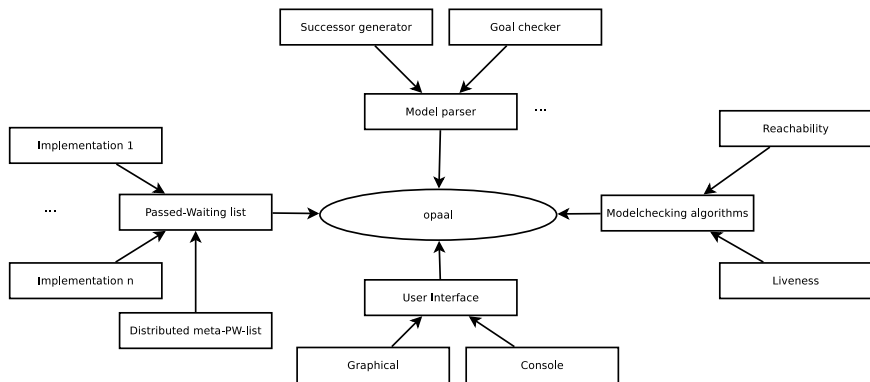 Successor generator
Goal checker
Model parser
...
Reachability
Implementation 1
...
Passed-Waiting list
opaal
Modelchecking algorithms
Implementation n
Liveness
User Interface
Distributed meta-PW-list
Graphical
Console